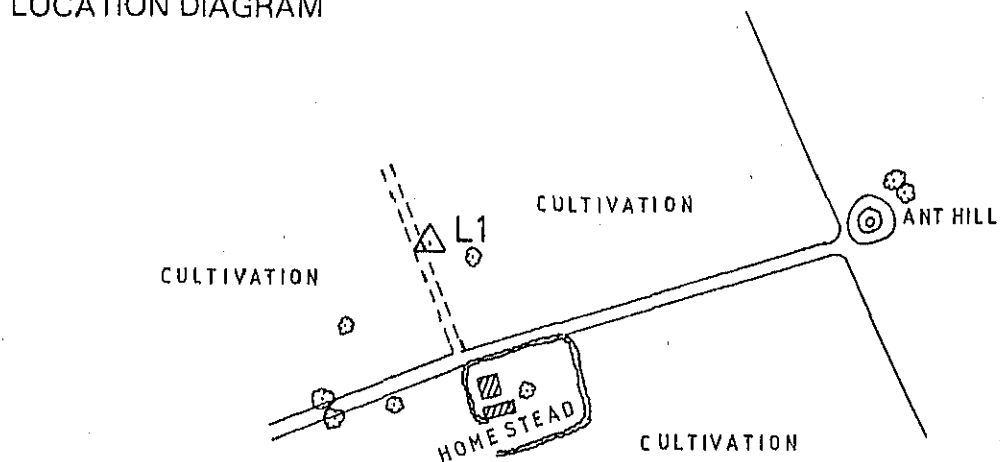 LOCATION DIAGRAM
CULTIVATION
ANT HILL
L1
CULTIVATION
HOMESTEAD
CULTIVATION